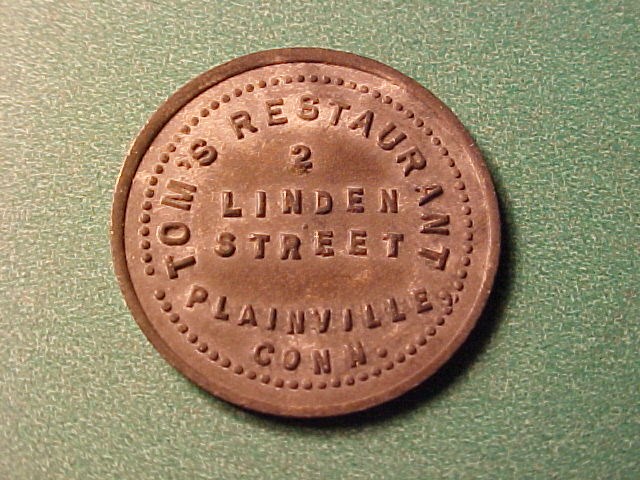 TOM'S RESTAURANT
2
LINDEN
STREET
PLAINVILLE,
CONN.